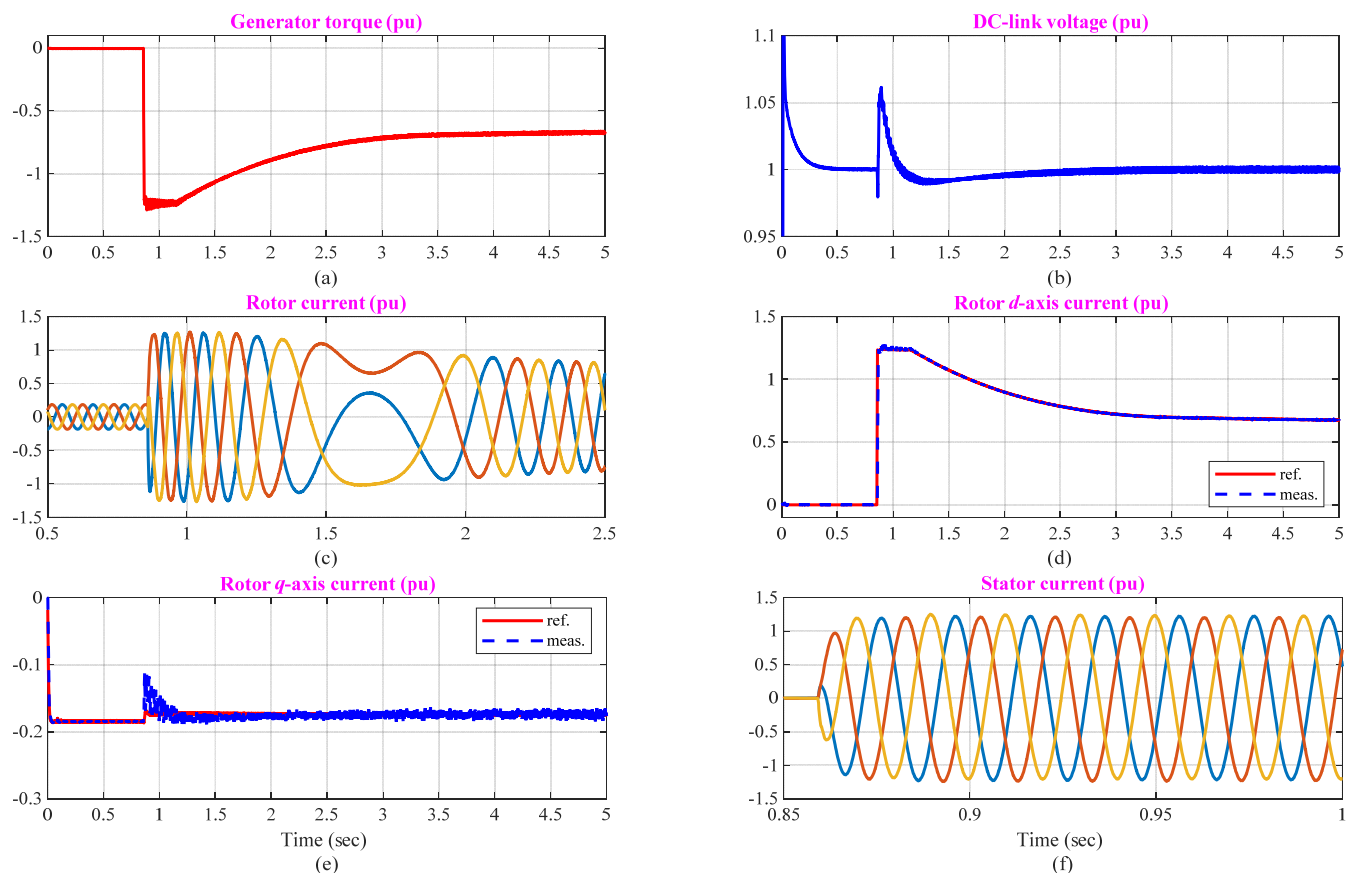 Generator torque (pu)
0
-0.5
-1
-1.5
0 0.5 1 1.5 2 2.5 3 3.5 4 4.5 5
(a)
DC-link voltage (pu)
1.1
1.05
1
0.95
0 0.5 1 1.5 2 2.5 3 3.5 4 4.5 5
(b)
Rotor current (pu)
1.5
1
0.5
0
-0.5
-1
-1.5
0.5 1 1.5 2 2.5
(c)
Rotor d-axis current (pu)
1.5
1
0.5
0
ref.
meas.
0 0.5 1 1.5 2 2.5 3 3.5 4 4.5 5
(d)
Rotor q-axis current (pu)
0
-0.1
-0.2
-0.3
ref.
meas.
0 0.5 1 1.5 2 2.5 3 3.5 4 4.5 5
Time (sec)
(e)
Stator current (pu)
1.5
1
0.5
0
-0.5
-1
-1.5
0.85 0.9 0.95 1
Time (sec)
(f)